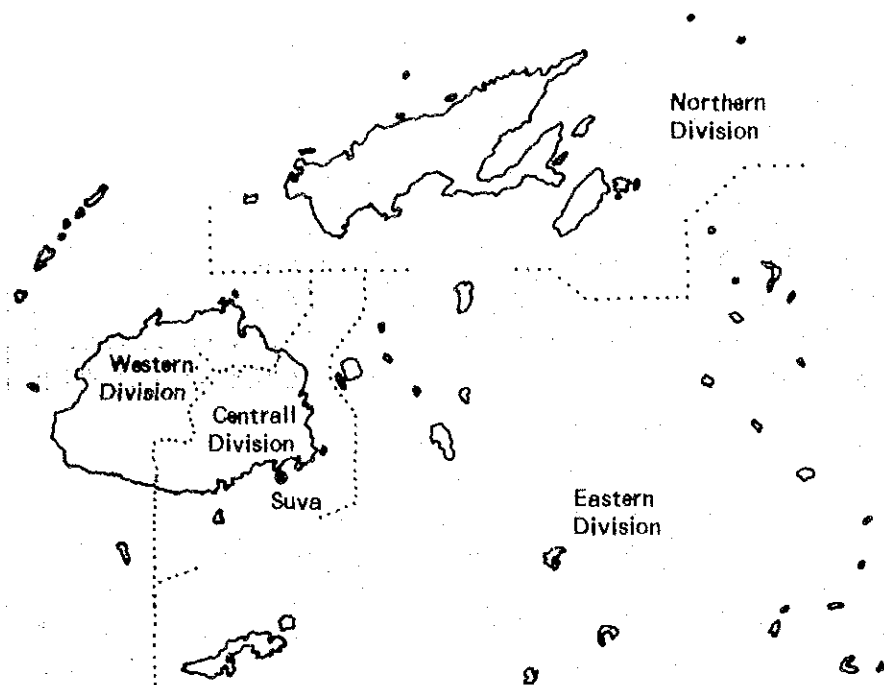 Northern
Division
Western
Division
Centrall
Division
Suva
Eastern
Division